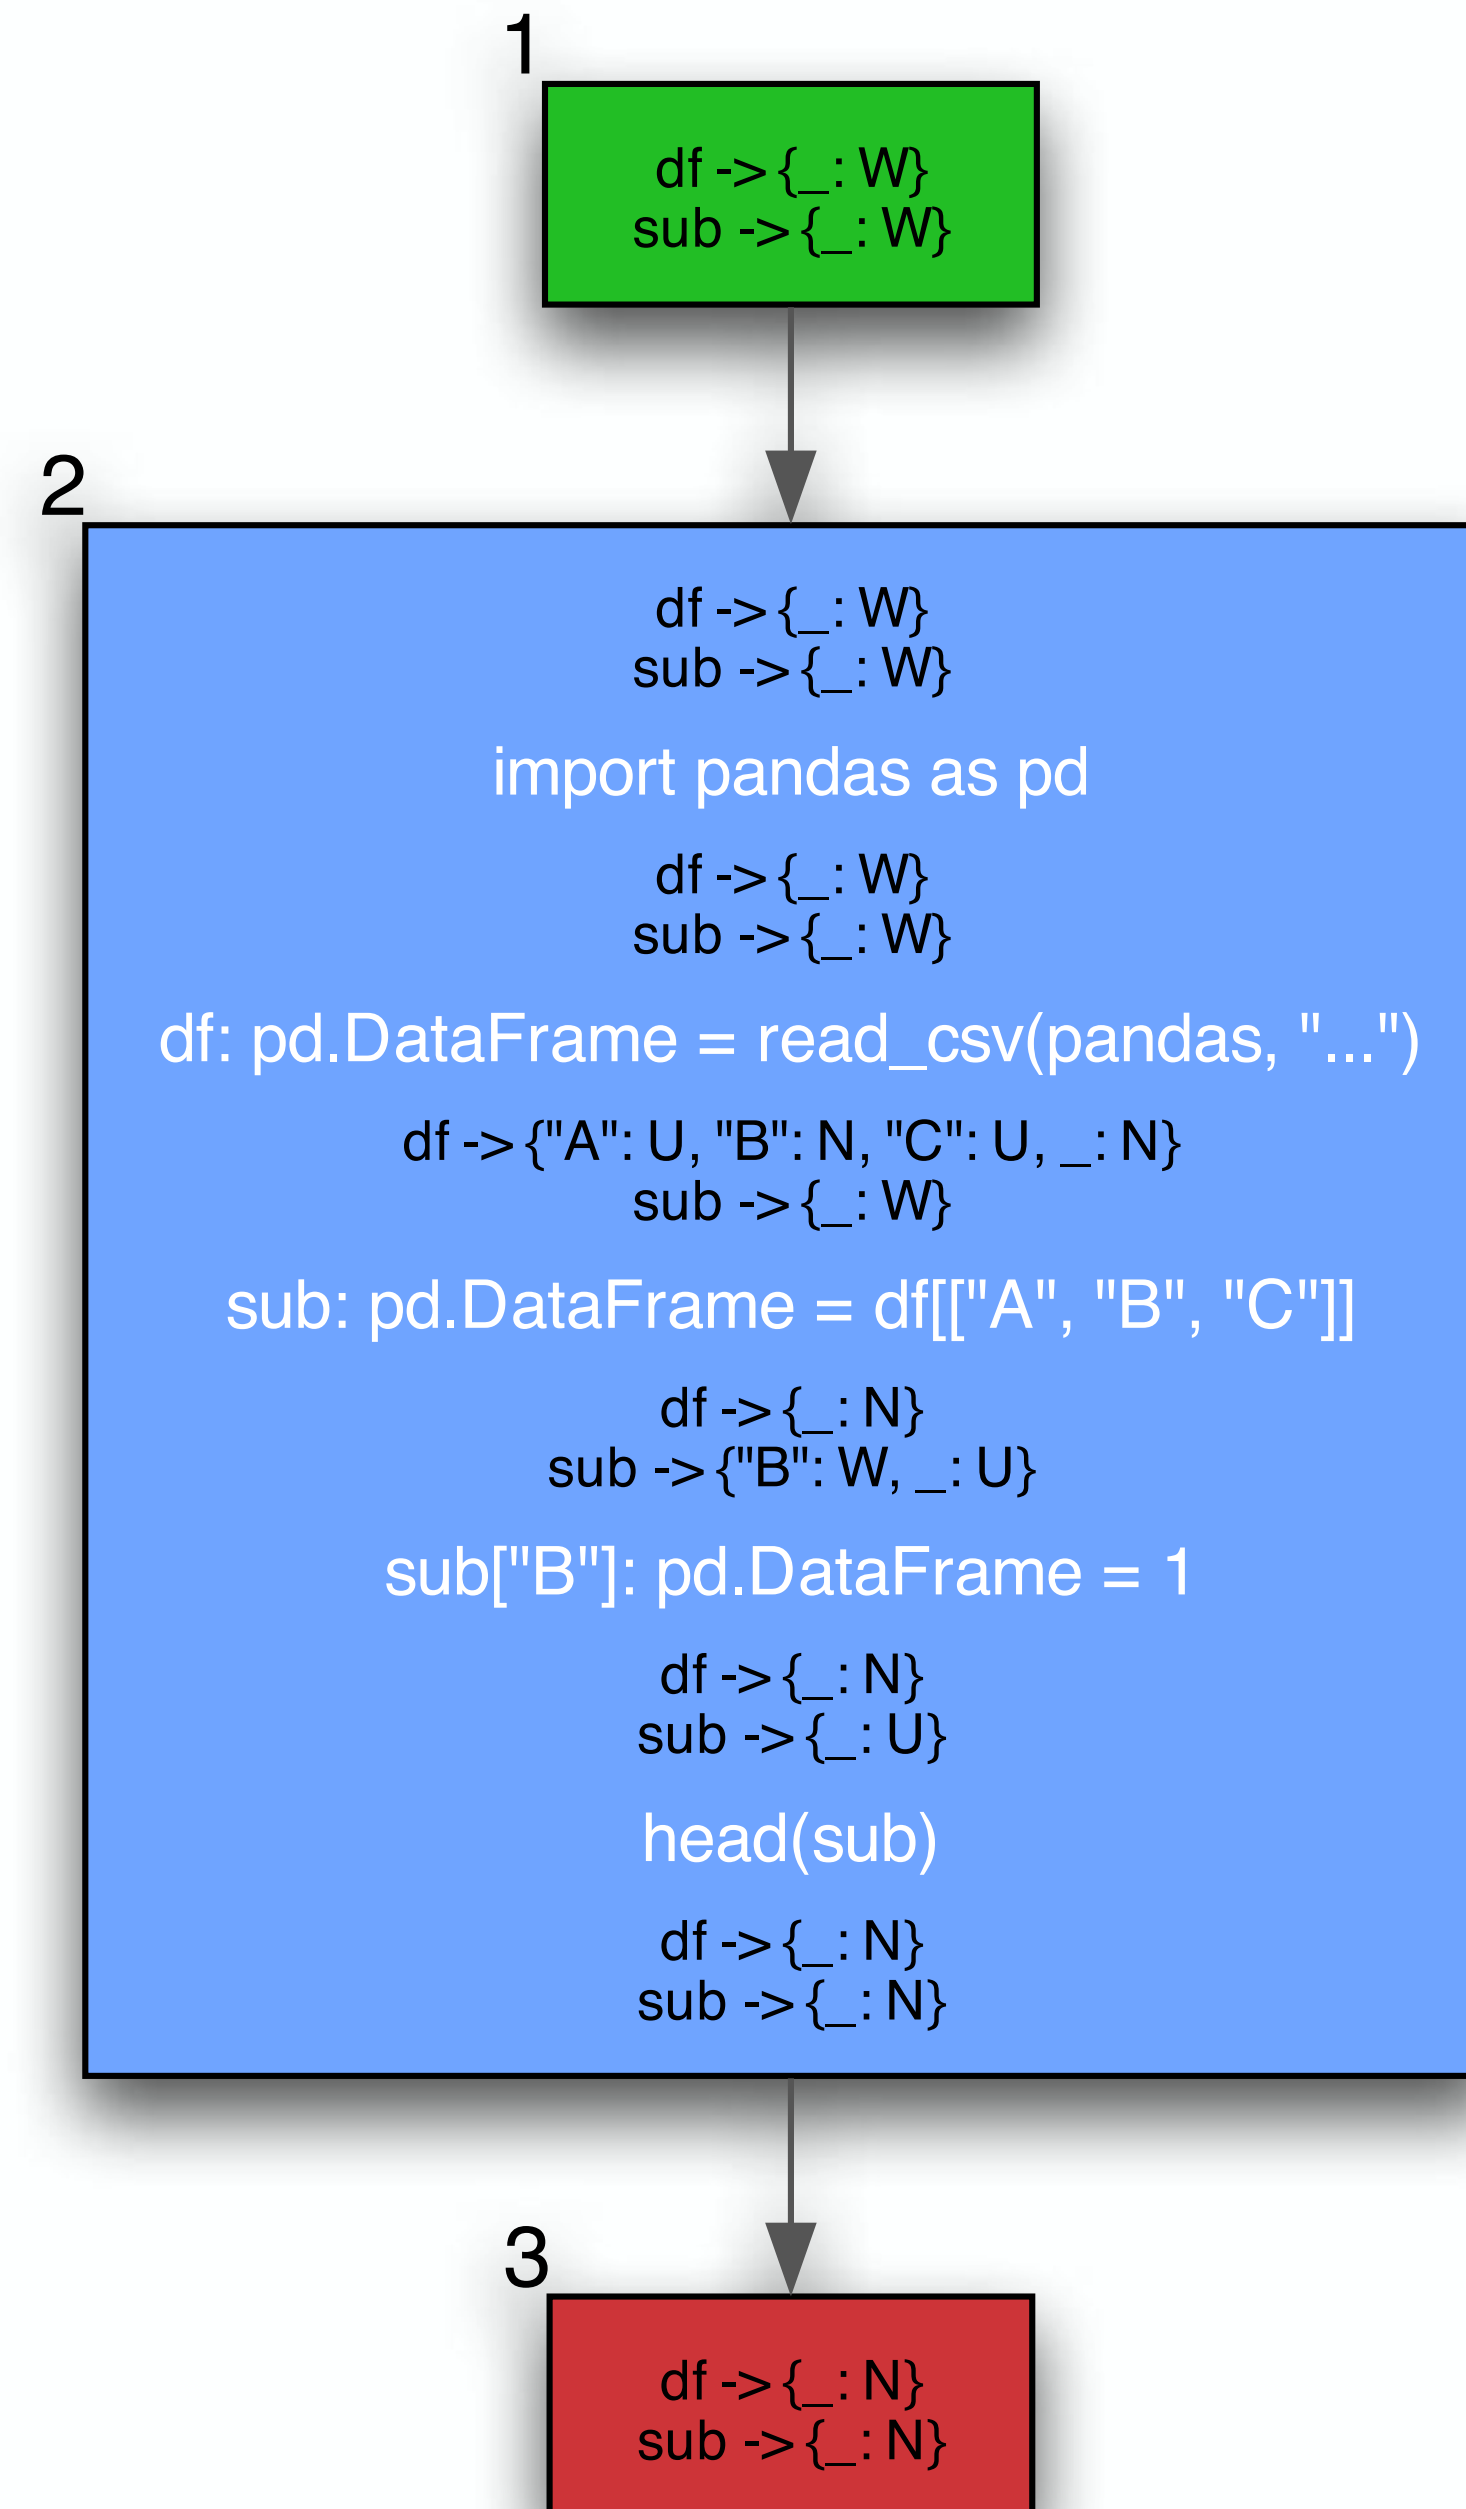 1
df -> {_: W}
sub -> {_: W}
2
df -> {_: W}
sub -> {_: W}
import pandas as pd
df -> {_: W}
sub -> {_: W}
df: pd.DataFrame = read_csv(pandas, "...")
df -> {"A": U, "B": N, "C": U, _: N}
sub -> {_: W}
sub: pd.DataFrame = df[["A", "B", "C"]]
df -> {_: N}
sub -> {"B": W, _: U}
sub["B"]: pd.DataFrame = 1
df -> {_: N}
sub -> {_: U}
head(sub)
df -> {_: N}
sub -> {_: N}
3
df -> {_: N}
sub -> {_: N}